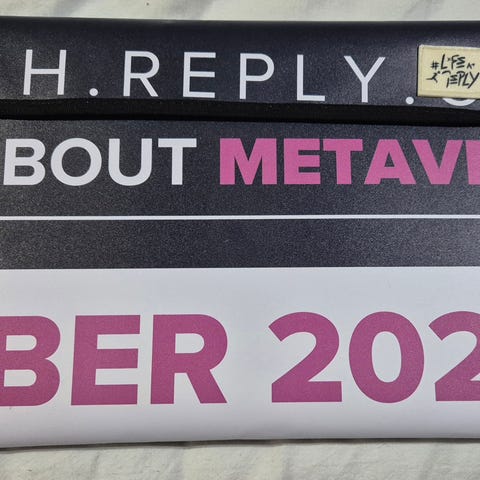 H.REPLY.
#LIFE AT
REPLY
BOUT METAV
BER 202